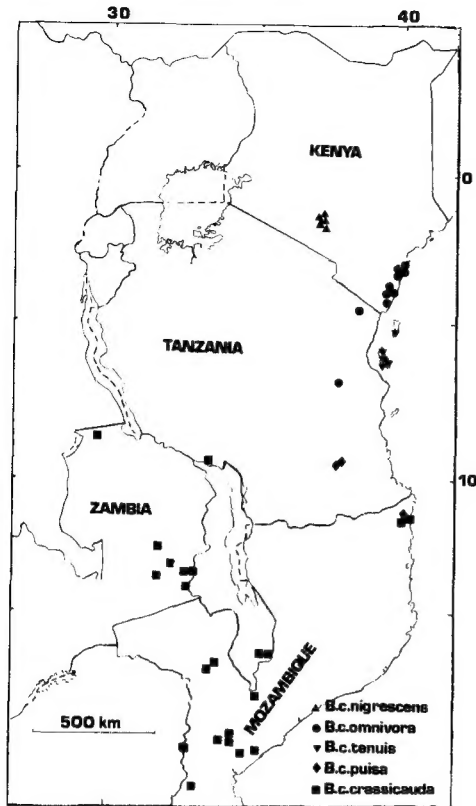 30 40
KENYA
0
TANZANIA
10
ZAMBIA
MOZAMBIQUE
500 km
B.c.nigrescens
B.c.omnivora
B.c.tenuis
B.c.puisa
B.c.crassicauda